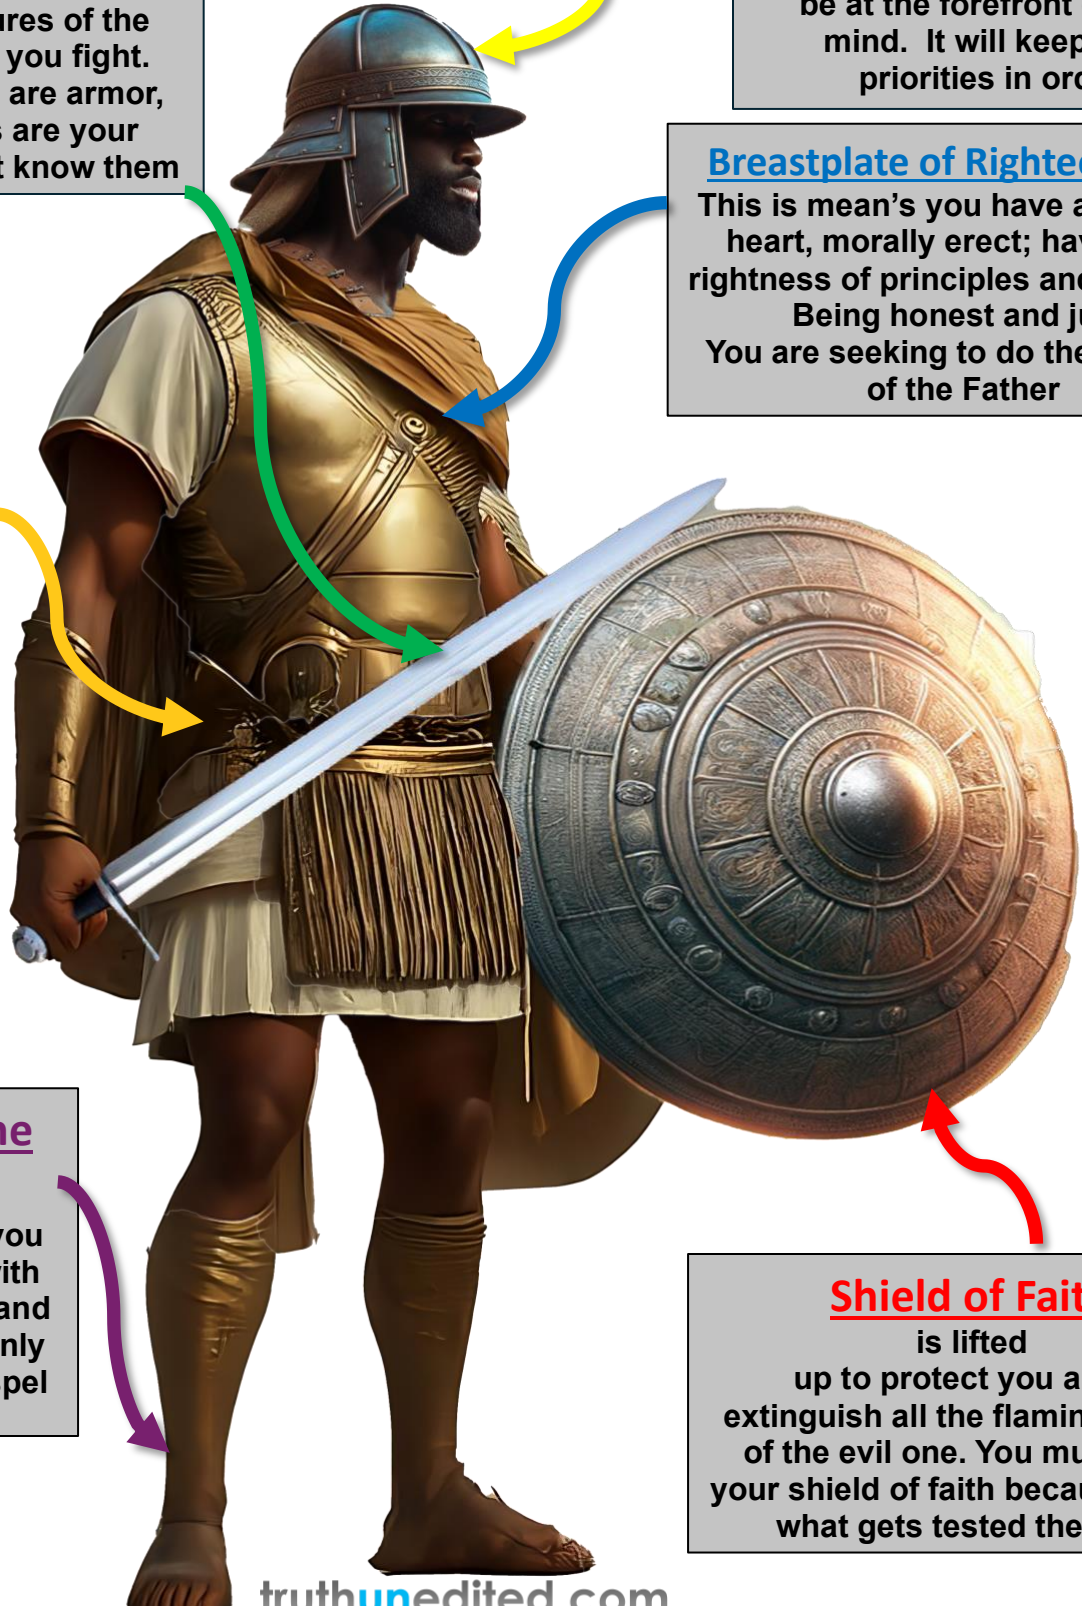 ures of the
you fight.
are armor,
s are your
t know them
be at the forefront
mind. It will keep
priorities in or
Breastplate of Righte
This is mean's you have a
heart, morally erect; hav
rightness of principles and
Being honest and ju
You are seeking to do the
of the Father
ne
you
with
and
nly
spel
Shield of Fait
is lifted
up to protect you a
extinguish all the flamin
of the evil one. You mu
your shield of faith becau
what gets tested the
truthunedited.com